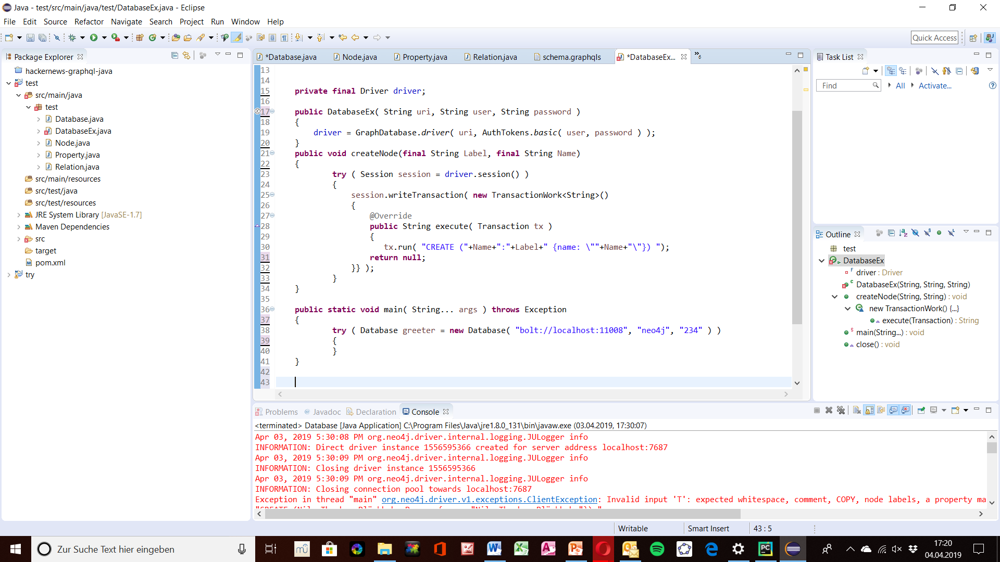 Java - test/src/main/java/test/DatabaseEx.java - Eclipse
File Edit Source Refactor Navigate Search Project Run Window Help
Quick Access
Package Explorer
hackernews-graphql-java
test
src/main/java
test
Database.java
DatabaseEx.java
Node.java
Property.java
Relation.java
src/main/resources
src/test/java
src/test/resources
JRE System Library [JavaSE-1.7]
Maven Dependencies
src
target
pom.xml
try
*Database.java Node.java Property.java Relation.java schema.graphqls *DatabaseEx... »6
13
14
15 private final Driver driver;
16
17 public DatabaseEx( String uri, String user, String password )
18 {
19 driver = GraphDatabase.driver( uri, AuthTokens.basic( user, password ) );
20 }
21 public void createNode(final String Label, final String Name)
22 {
23 try ( Session session = driver.session() )
24 {
25 session.writeTransaction( new TransactionWork<String>()
26 {
27 @Override
28 public String execute( Transaction tx )
29 {
30 tx.run( "CREATE ("+Name+":"+Label+" {name: \""+Name+"\"}) ");
31 return null;
32 }} );
33 }
34 }
35
36 public static void main( String... args ) throws Exception
37 {
38 try ( Database greeter = new Database( "bolt://localhost:11008", "neo4j", "234" ) )
39 {
40 }
41 }
42
43
Problems Javadoc Declaration Console
<terminated> Database [Java Application] C:\Program Files\Java\jre1.8.0_131\bin\javaw.exe (03.04.2019, 17:30:07)
Apr 03, 2019 5:30:08 PM org.neo4j.driver.internal.logging.JULogger info
INFORMATION: Direct driver instance 1556595366 created for server address localhost:7687
Apr 03, 2019 5:30:09 PM org.neo4j.driver.internal.logging.JULogger info
INFORMATION: Closing driver instance 1556595366
Apr 03, 2019 5:30:09 PM org.neo4j.driver.internal.logging.JULogger info
INFORMATION: Closing connection pool towards localhost:7687
Exception in thread "main" org.neo4j.driver.v1.exceptions.ClientException: Invalid input 'T': expected whitespace, comment, COPY, node labels, a property ma
Task List
Find All Activate...
Outline
test
DatabaseEx
driver : Driver
DatabaseEx(String, String, String)
createNode(String, String) : void
new TransactionWork() {...}
execute(Transaction) : String
main(String...) : void
close() : void
Writable Smart Insert 43 : 5
Zur Suche Text hier eingeben
17:20
04.04.2019